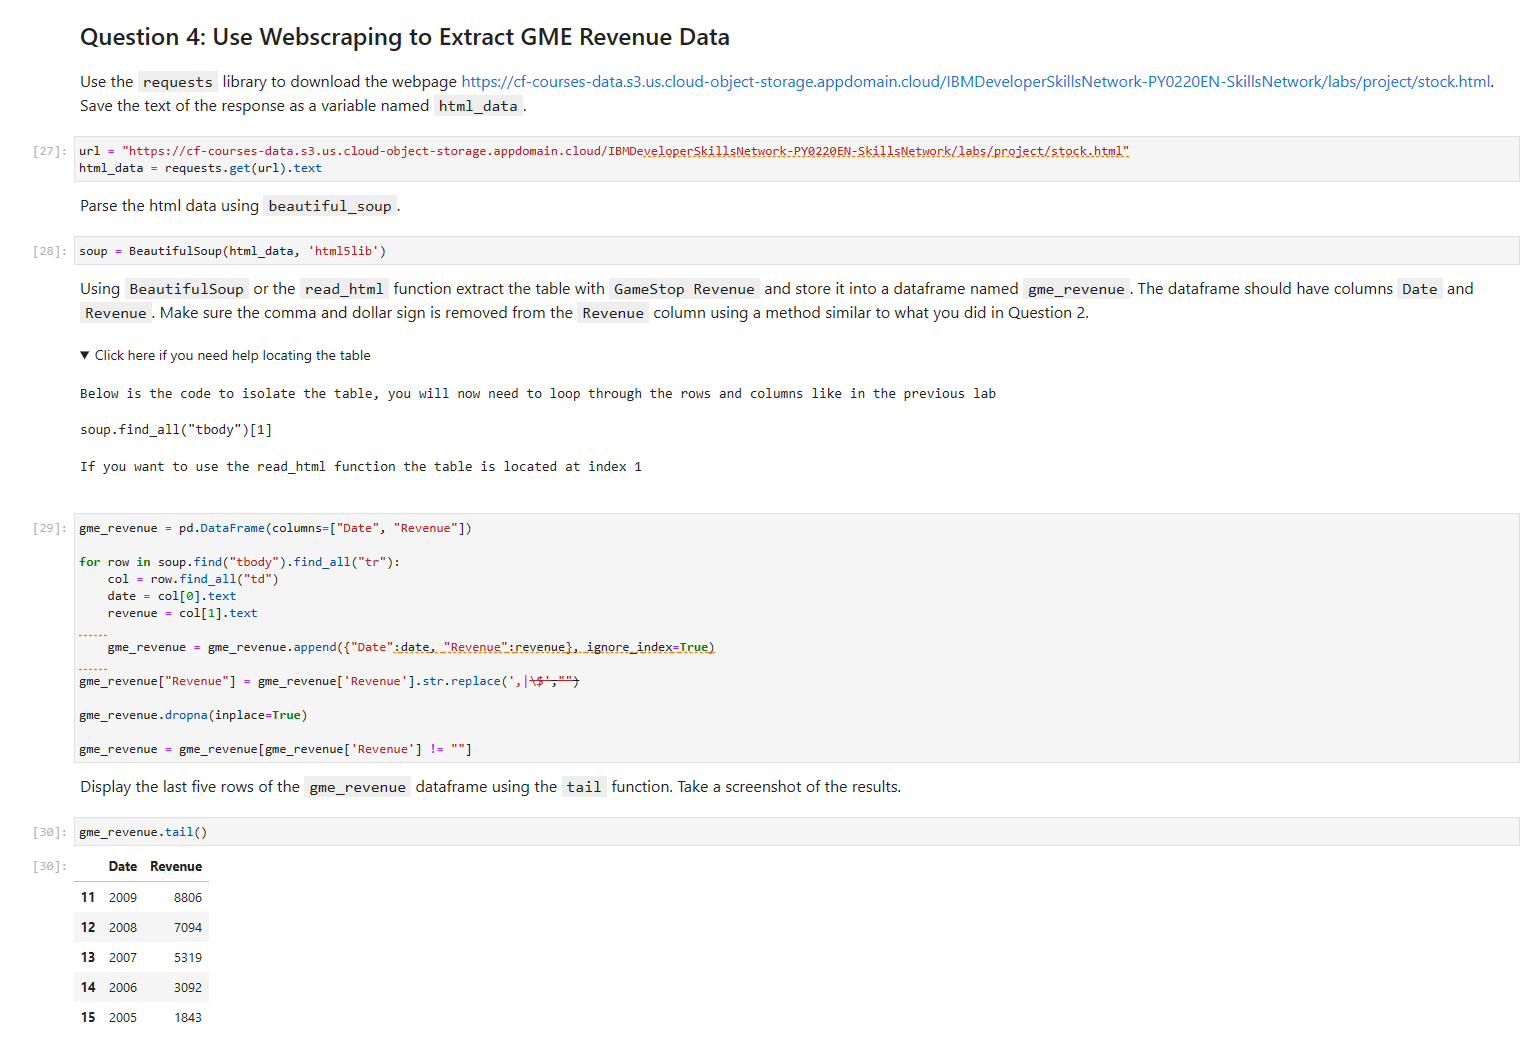 Question 4: Use Webscraping to Extract GME Revenue Data
Use the requests library to download the webpage https://cf-courses-data.s3.us.cloud-object-storage.appdomain.cloud/IBMDeveloperSkillsNetwork-PY0220EN-SkillsNetwork/labs/project/stock.html.
Save the text of the response as a variable named html_data.
[27]: url = "https://cf-courses-data.s3.us.cloud-object-storage.appdomain.cloud/IBMDeveloperSkillsNetwork-PY0220EN-SkillsNetwork/labs/project/stock.html"
html_data = requests.get(url).text
Parse the html data using beautiful_soup.
[28]: soup = BeautifulSoup(html_data, 'html5lib')
Using BeautifulSoup or the read_html function extract the table with GameStop Revenue and store it into a dataframe named gme_revenue. The dataframe should have columns Date and
Revenue. Make sure the comma and dollar sign is removed from the Revenue column using a method similar to what you did in Question 2.
▼ Click here if you need help locating the table
Below is the code to isolate the table, you will now need to loop through the rows and columns like in the previous lab
soup.find_all("tbody")[1]
If you want to use the read_html function the table is located at index 1
[29]: gme_revenue = pd.DataFrame(columns=["Date", "Revenue"])
for row in soup.find("tbody").find_all("tr"):
    col = row.find_all("td")
    date = col[0].text
    revenue = col[1].text
    gme_revenue = gme_revenue.append({"Date":date, "Revenue":revenue}, ignore_index=True)
gme_revenue["Revenue"] = gme_revenue['Revenue'].str.replace(',|\$',"")
gme_revenue.dropna(inplace=True)
gme_revenue = gme_revenue[gme_revenue['Revenue'] != ""]
Display the last five rows of the gme_revenue dataframe using the tail function. Take a screenshot of the results.
[30]: gme_revenue.tail()
[30]: Date Revenue
11 2009 8806
12 2008 7094
13 2007 5319
14 2006 3092
15 2005 1843